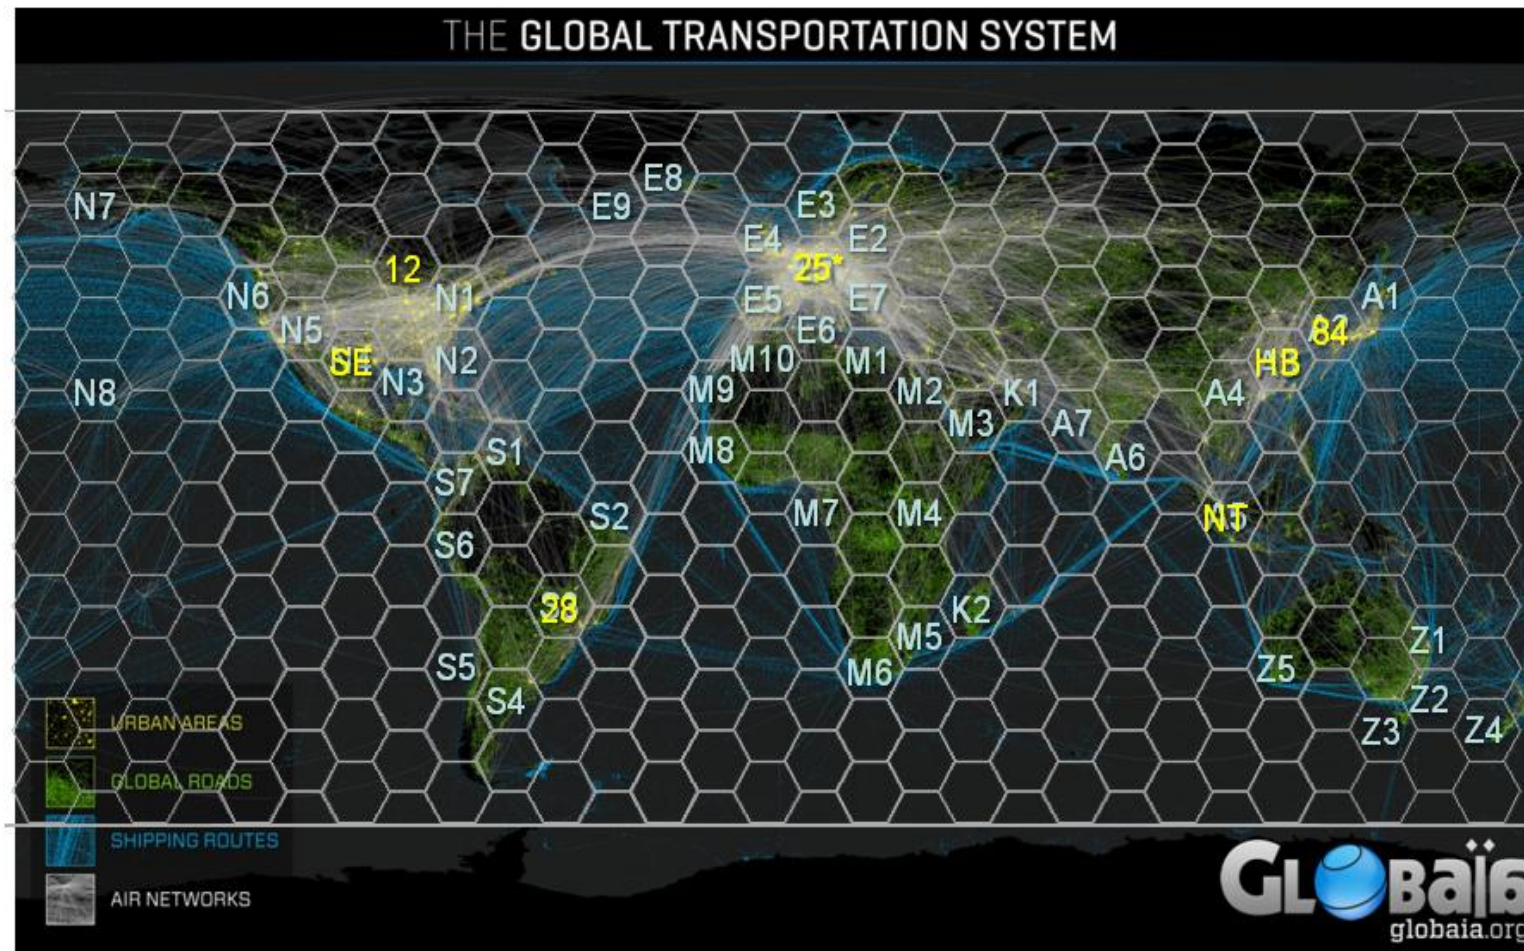 THE GLOBAL TRANSPORTATION SYSTEM
E8
N7 E9 E3
E4 E2
12 25*
N6 N1 E5 E7 A1
N5 E6 84
SE N2 M10 M1 HB
N8 N3 M9 M2 K1 A4
M3 A7
S1 M8 A6
S7
S2 M7 M4 NT
S6
28 K2
M5 Z1
S5 M6 Z5
S4 Z2
Z3 Z4
URBAN AREAS
GLOBAL ROADS
SHIPPING ROUTES
AIR NETWORKS
GLOBaïa
globaia.org